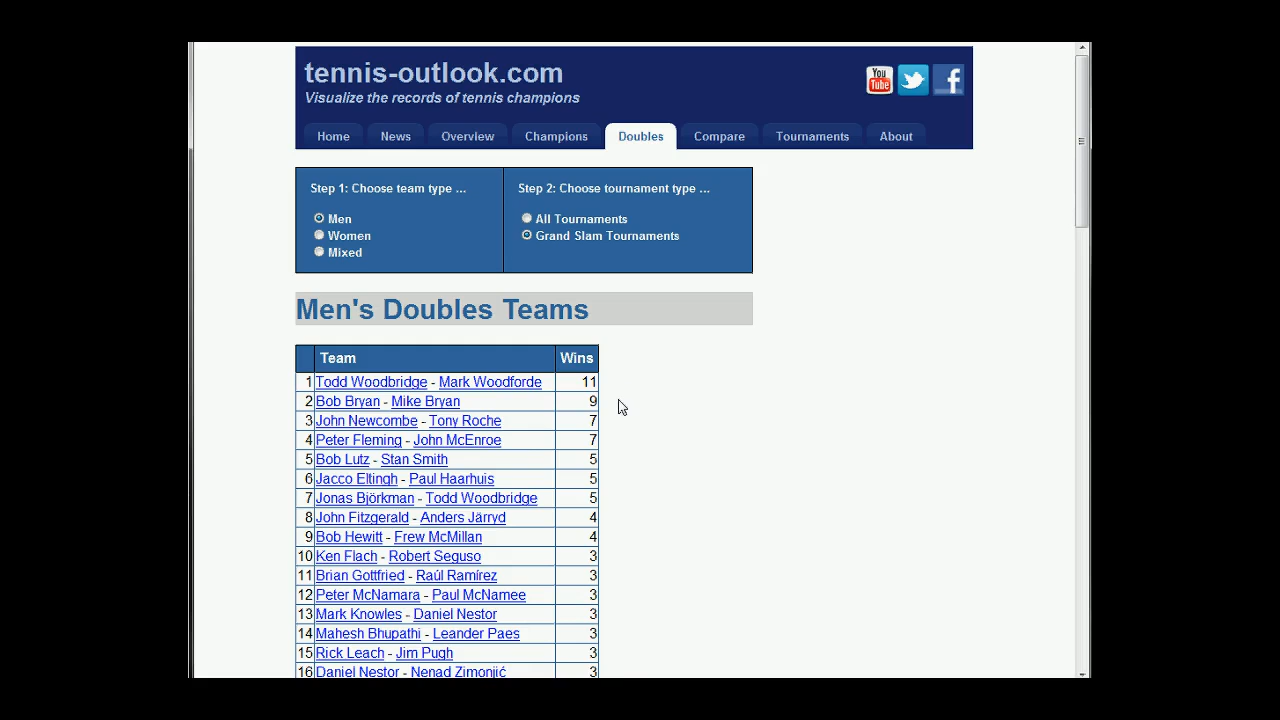 tennis-outlook.com
You Tube
Visualize the records of tennis champions
Home News Overview Champions Doubles Compare Tournaments About
Step 1: Choose team type ... Step 2: Choose tournament type ...
Men All Tournaments
Women Grand Slam Tournaments
Mixed
Men's Doubles Teams
Team Wins
1 Todd Woodbridge - Mark Woodforde 11
2 Bob Bryan - Mike Bryan 9
3 John Newcombe - Tony Roche 7
4 Peter Fleming - John McEnroe 7
5 Bob Lutz - Stan Smith 5
6 Jacco Eltingh - Paul Haarhuis 5
7 Jonas Björkman - Todd Woodbridge 5
8 John Fitzgerald - Anders Järryd 4
9 Bob Hewitt - Frew McMillan 4
10 Ken Flach - Robert Seguso 3
11 Brian Gottfried - Raúl Ramírez 3
12 Peter McNamara - Paul McNamee 3
13 Mark Knowles - Daniel Nestor 3
14 Mahesh Bhupathi - Leander Paes 3
15 Rick Leach - Jim Pugh 3
16 Daniel Nestor - Nenad Zimonjić 3